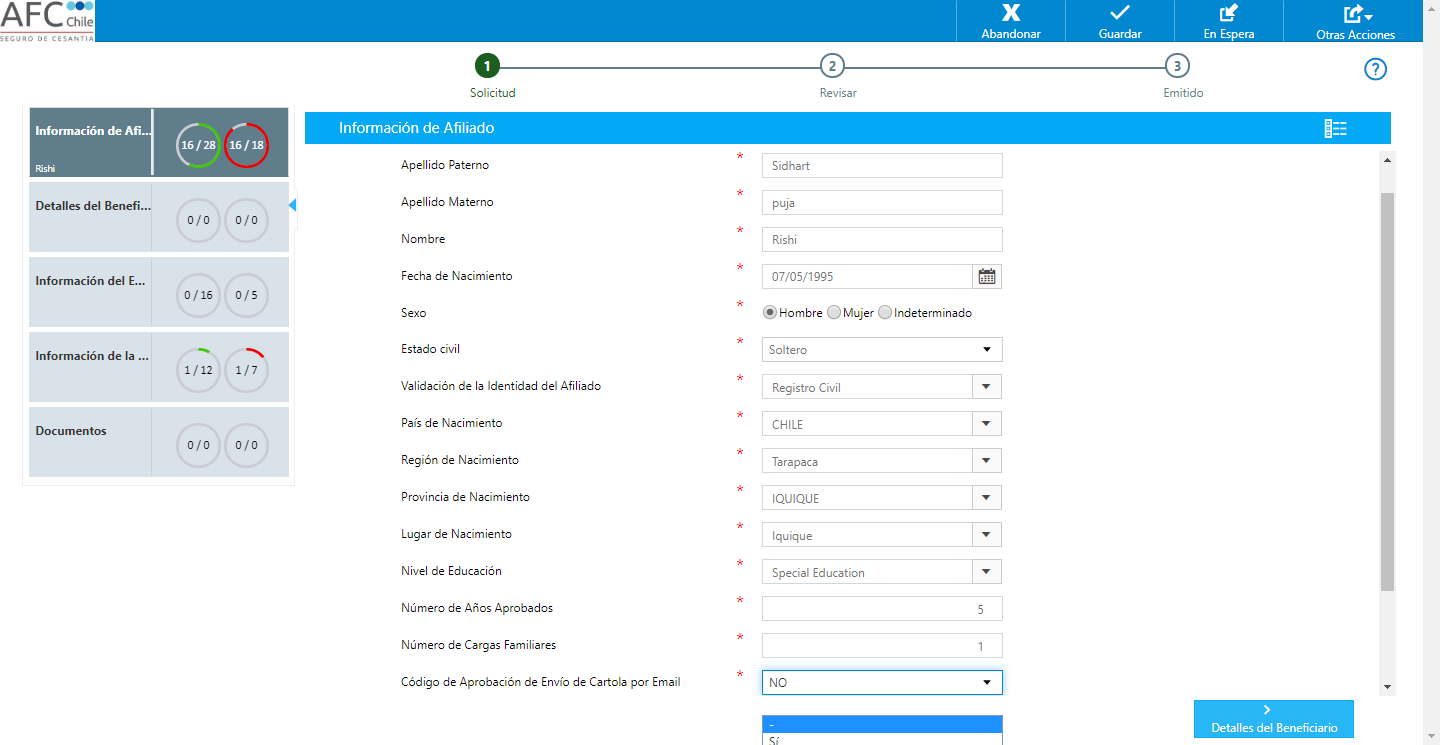 AFC
Chile
SEGURO DE CESANTIA
Abandonar
Guardar
En Espera
Otras Acciones
1
2
3
Solicitud
Revisar
Emitido
?
Información de Afi...
16 / 28
16 / 18
Rishi
Detalles del Benefi...
0 / 0
0 / 0
Información del E...
0 / 16
0 / 5
Información de la ...
1 / 12
1 / 7
Documentos
0 / 0
0 / 0
Información de Afiliado
Apellido Paterno * Sidhart
Apellido Materno * puja
Nombre * Rishi
Fecha de Nacimiento * 07/05/1995
Sexo * Hombre Mujer Indeterminado
Estado civil * Soltero
Validación de la Identidad del Afiliado * Registro Civil
País de Nacimiento * CHILE
Región de Nacimiento * Tarapaca
Provincia de Nacimiento * IQUIQUE
Lugar de Nacimiento * Iquique
Nivel de Educación * Special Education
Número de Años Aprobados * 5
Número de Cargas Familiares * 1
Código de Aprobación de Envío de Cartola por Email * NO
-
Sí
Detalles del Beneficiario